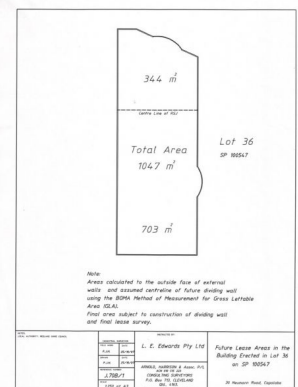 344 m²
Centre Line of Wall
Total Area
1047 m²
Lot 36
SP 100547
703 m²
Note:
Areas calculated to the outside face of external
walls and assumed centreline of future dividing wall
using the BOMA Method of Measurement for Gross Lettable
Area (GLA).
Final area subject to construction of dividing wall
and final lease survey.
L. E. Edwards Pty Ltd
ARNOLD, HARRISON & Assoc. P/L
CONSULTING SURVEYORS
P.O. Box 770, CLEVELAND
QLD. 4163
Future Lease Areas in the
Building Erected in Lot 36
on SP 100547